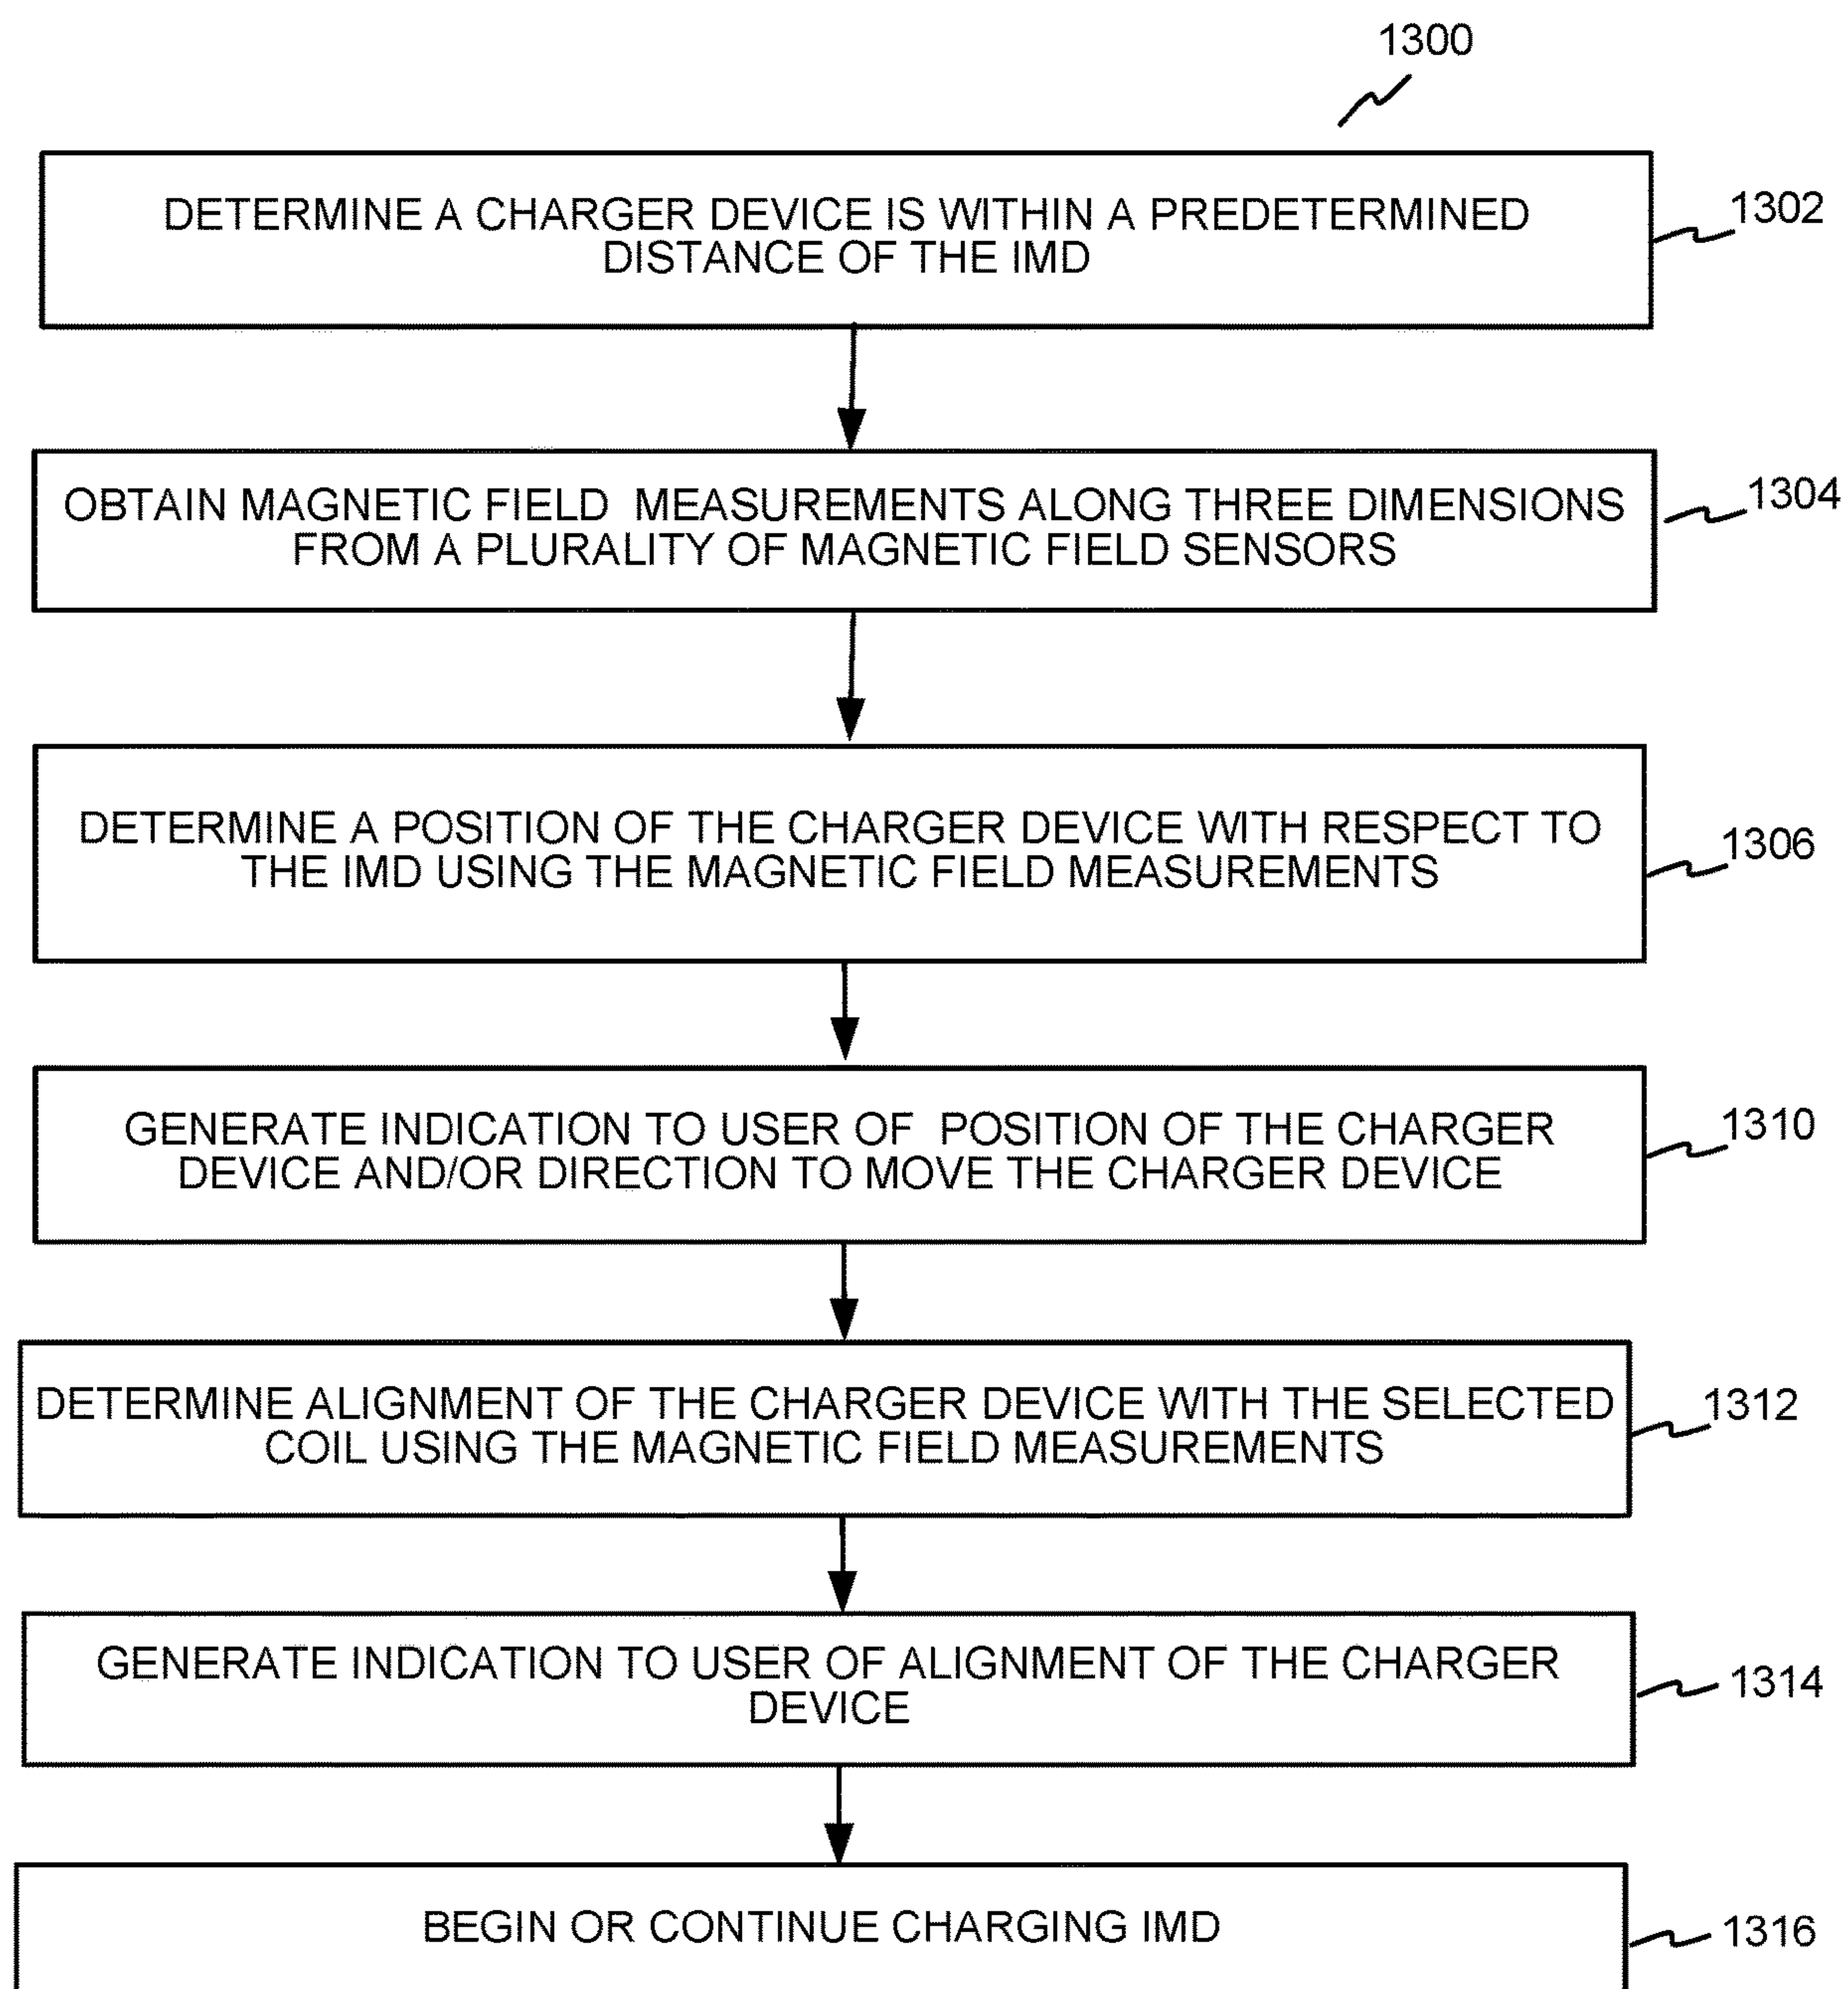 1300
DETERMINE A CHARGER DEVICE IS WITHIN A PREDETERMINED
DISTANCE OF THE IMD
1302
OBTAIN MAGNETIC FIELD MEASUREMENTS ALONG THREE DIMENSIONS
FROM A PLURALITY OF MAGNETIC FIELD SENSORS
1304
DETERMINE A POSITION OF THE CHARGER DEVICE WITH RESPECT TO
THE IMD USING THE MAGNETIC FIELD MEASUREMENTS
1306
GENERATE INDICATION TO USER OF POSITION OF THE CHARGER
DEVICE AND/OR DIRECTION TO MOVE THE CHARGER DEVICE
1310
DETERMINE ALIGNMENT OF THE CHARGER DEVICE WITH THE SELECTED
COIL USING THE MAGNETIC FIELD MEASUREMENTS
1312
GENERATE INDICATION TO USER OF ALIGNMENT OF THE CHARGER
DEVICE
1314
BEGIN OR CONTINUE CHARGING IMD
1316